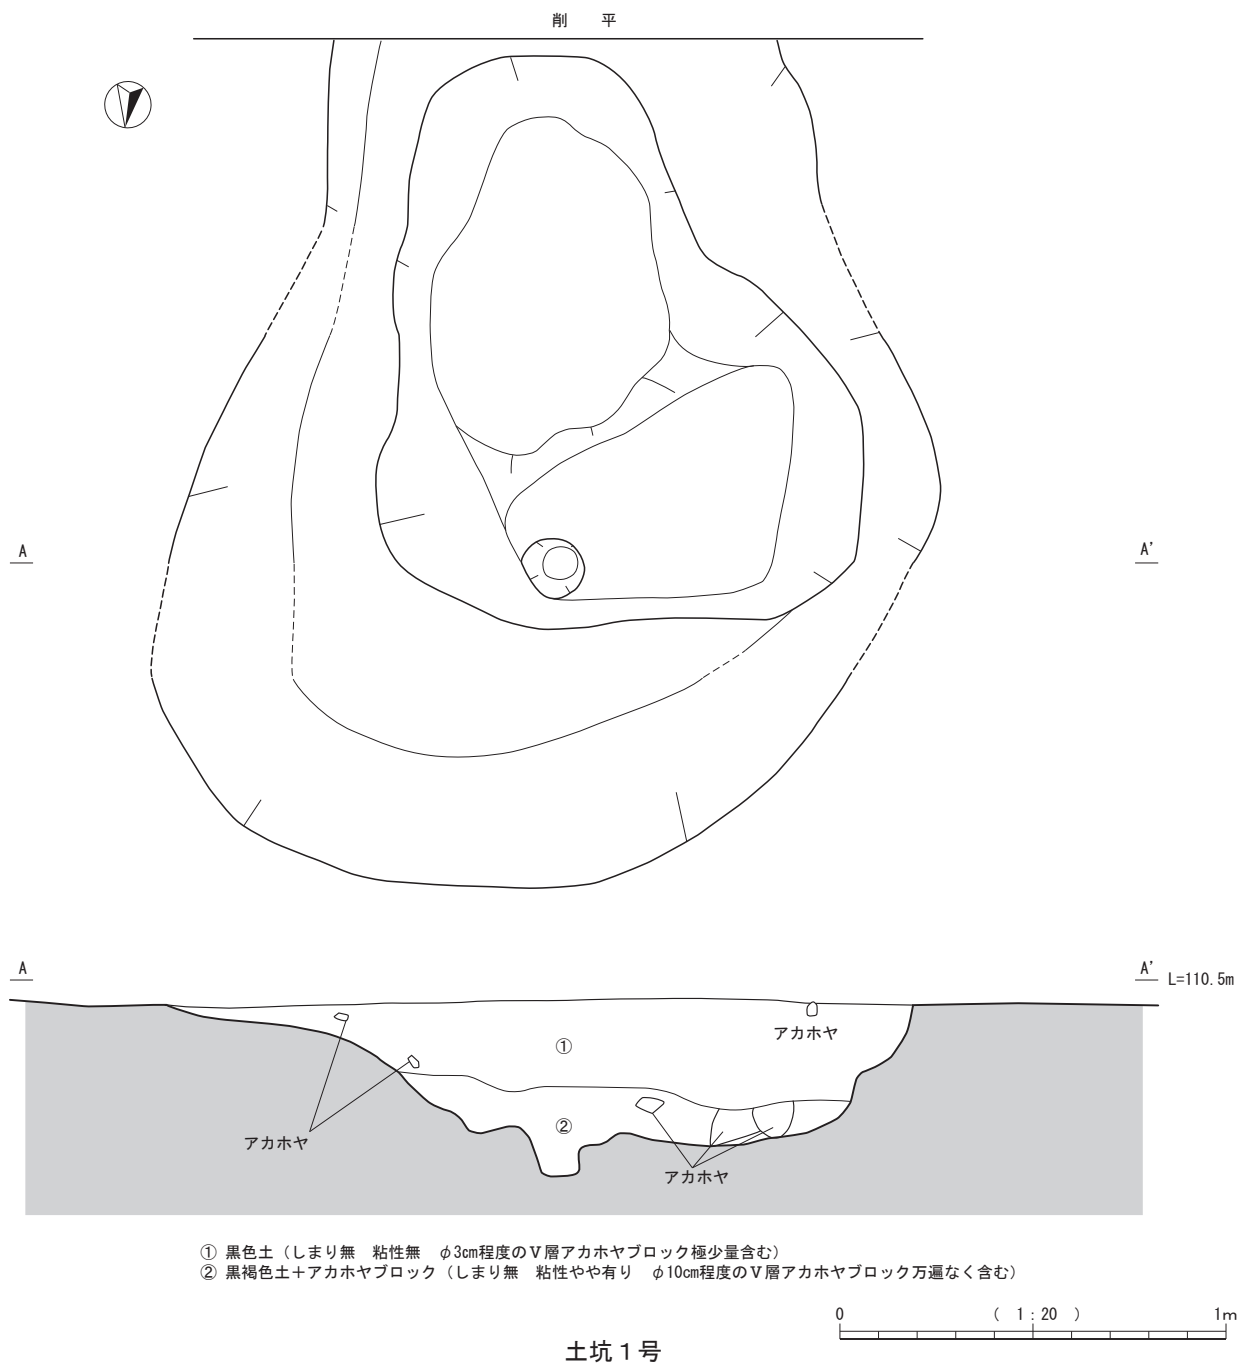 削　平
A
A’
A
A’ L=110.5m
アカホヤ
①
②
アカホヤ
アカホヤ
① 黒色土（しまり無　粘性無　φ3cm程度のⅤ層アカホヤブロック極少量含む）
② 黒褐色土＋アカホヤブロック（しまり無　粘性やや有り　φ10cm程度のⅤ層アカホヤブロック万遍なく含む）
0 （ 1：20 ） 1m
土坑１号